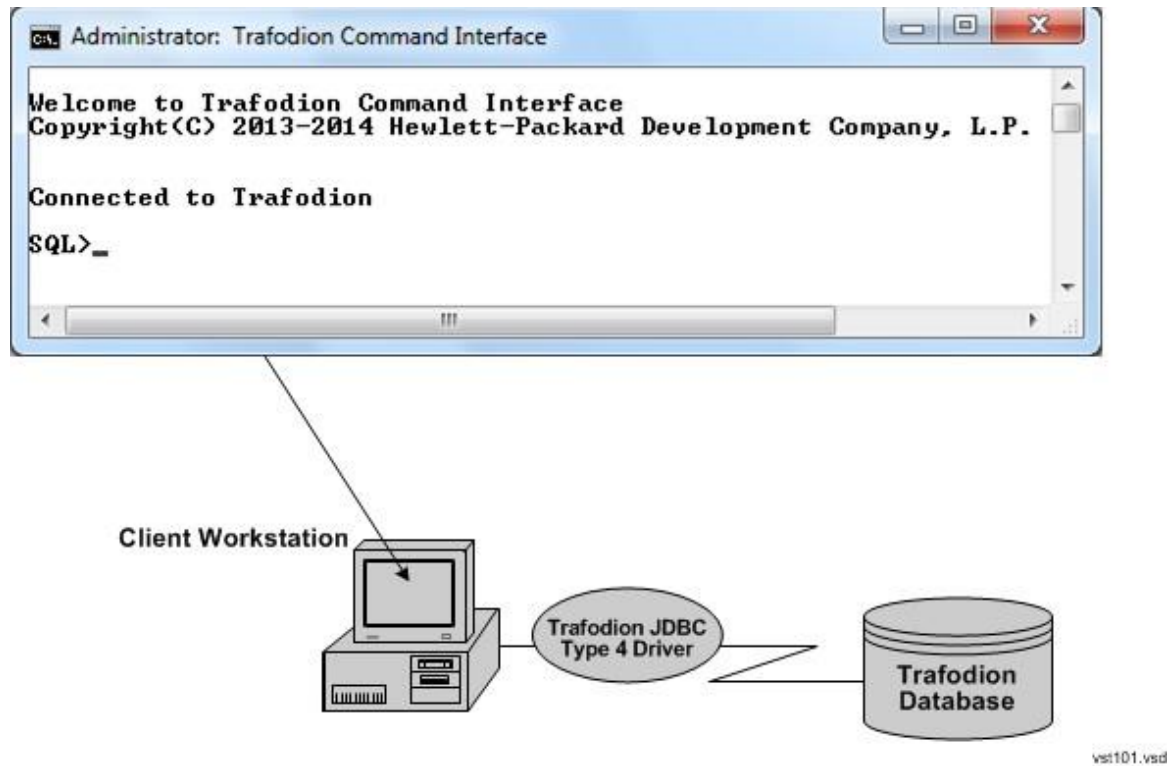 Administrator: Trafodion Command Interface
Welcome to Trafodion Command Interface
Copyright(C) 2013-2014 Hewlett-Packard Development Company, L.P.
Connected to Trafodion
SQL>_
Client Workstation
Trafodion JDBC
Type 4 Driver
Trafodion
Database
vst101.vsd